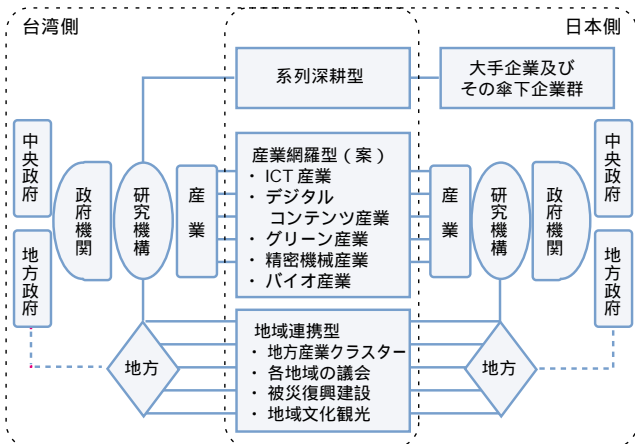 台湾側
日本側
系列深耕型
大手企業及び
その傘下企業群
中央政府
地方政府
政府機関
研究機構
産業
産業網羅型（案）
・ ICT 産業
・ デジタル
コンテンツ産業
・ グリーン産業
・ 精密機械産業
・ バイオ産業
産業
研究機構
政府機関
中央政府
地方政府
地方
地域連携型
・ 地方産業クラスター
・ 各地域の議会
・ 被災復興建設
・ 地域文化観光
地方